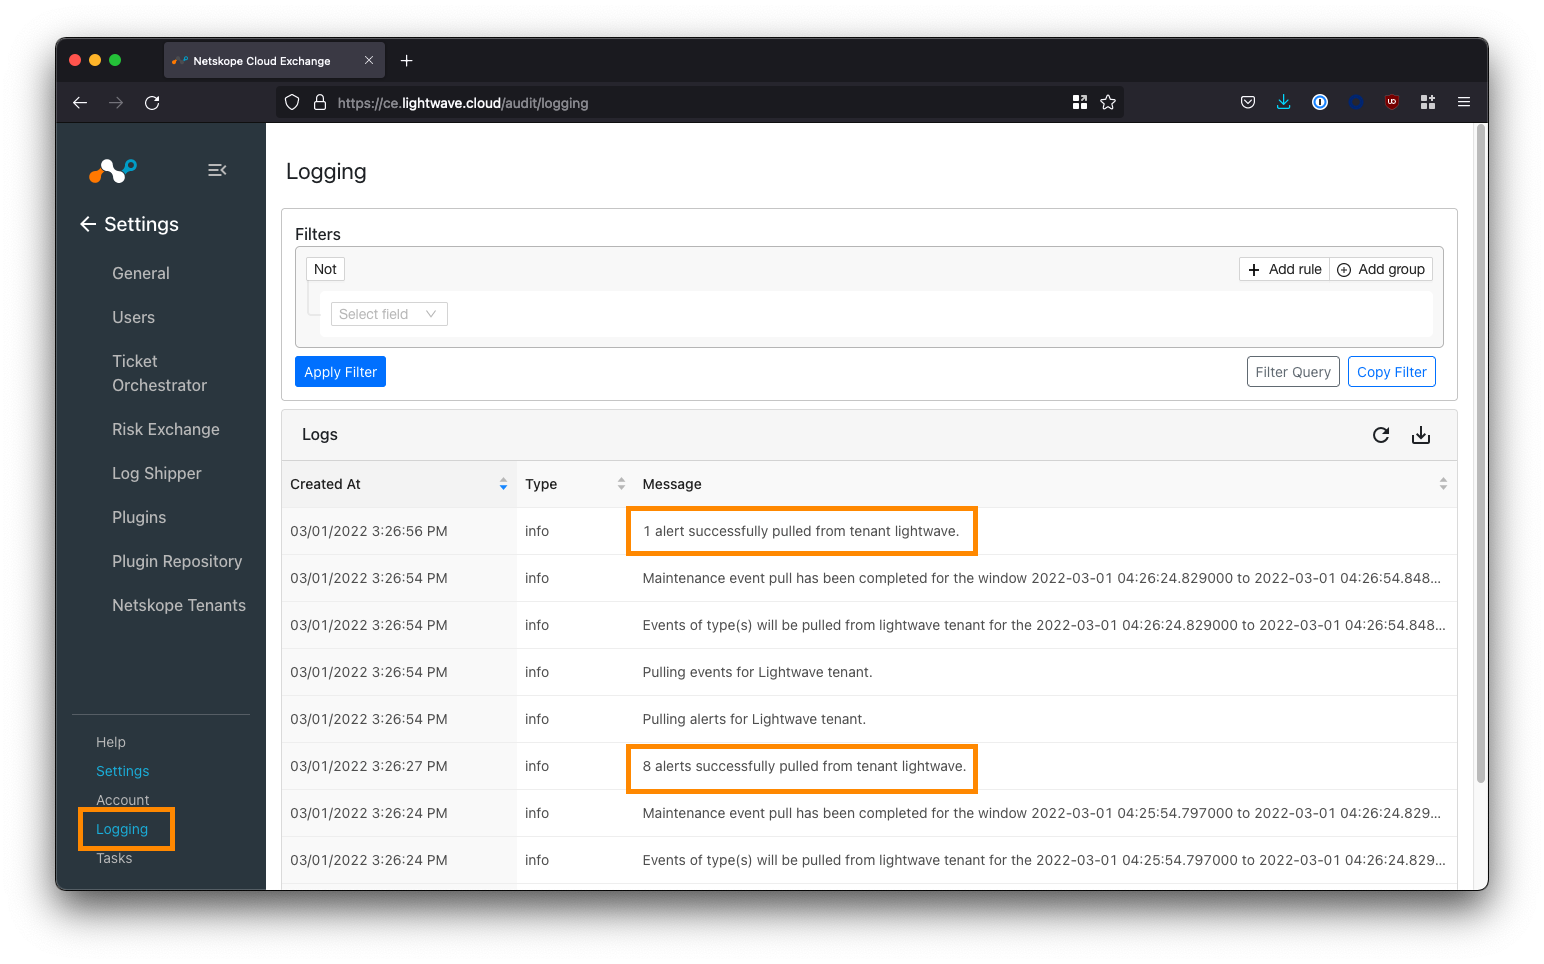 Netskope Cloud Exchange
https://ce.lightwave.cloud/audit/logging
Settings
General
Users
Ticket
Orchestrator
Risk Exchange
Log Shipper
Plugins
Plugin Repository
Netskope Tenants
Help
Settings
Account
Logging
Tasks
Logging
Filters
Not
Add rule
Add group
Select field
Apply Filter
Filter Query
Copy Filter
Logs
Created At Type Message
03/01/2022 3:26:56 PM info 1 alert successfully pulled from tenant lightwave.
03/01/2022 3:26:54 PM info Maintenance event pull has been completed for the window 2022-03-01 04:26:24.829000 to 2022-03-01 04:26:54.848...
03/01/2022 3:26:54 PM info Events of type(s) will be pulled from lightwave tenant for the 2022-03-01 04:26:24.829000 to 2022-03-01 04:26:54.848...
03/01/2022 3:26:54 PM info Pulling events for Lightwave tenant.
03/01/2022 3:26:54 PM info Pulling alerts for Lightwave tenant.
03/01/2022 3:26:27 PM info 8 alerts successfully pulled from tenant lightwave.
03/01/2022 3:26:24 PM info Maintenance event pull has been completed for the window 2022-03-01 04:25:54.797000 to 2022-03-01 04:26:24.829...
03/01/2022 3:26:24 PM info Events of type(s) will be pulled from lightwave tenant for the 2022-03-01 04:25:54.797000 to 2022-03-01 04:26:24.829...